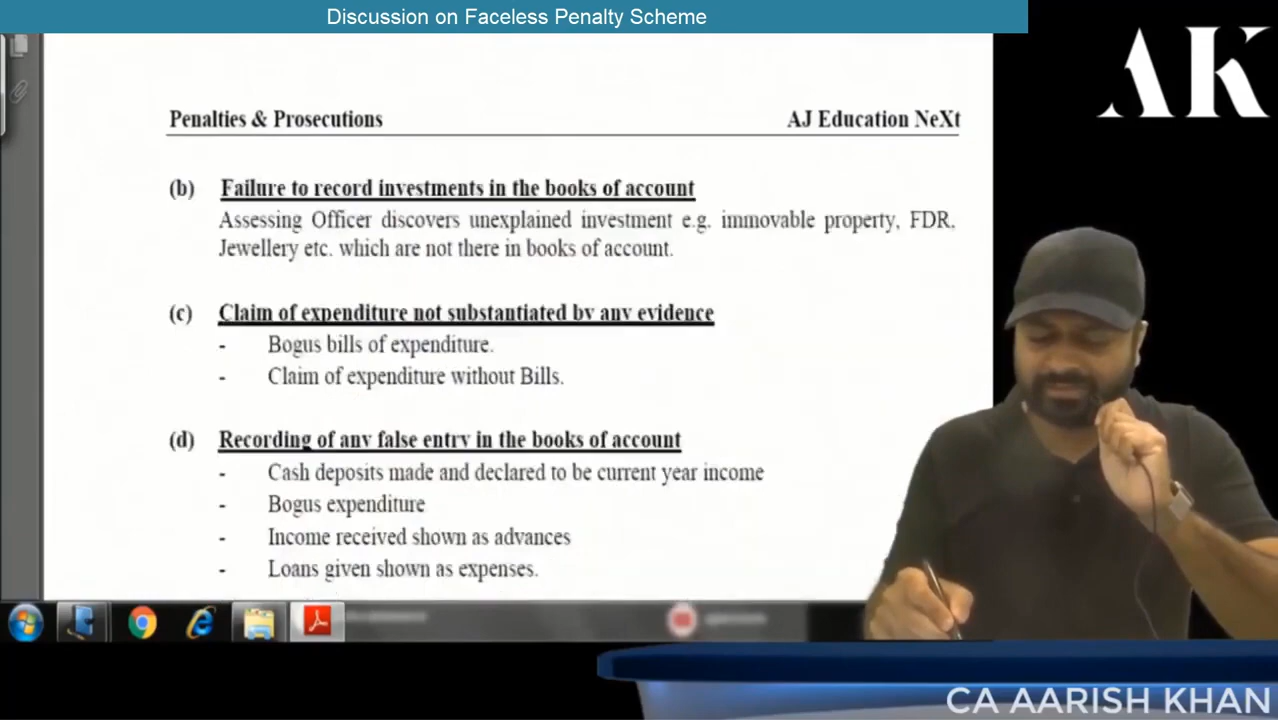 Discussion on Faceless Penalty Scheme
AK
Penalties & Prosecutions AJ Education NeXt
(b) Failure to record investments in the books of account
Assessing Officer discovers unexplained investment e.g. immovable property, FDR,
Jewellery etc. which are not there in books of account.
(c) Claim of expenditure not substantiated by any evidence
- Bogus bills of expenditure.
- Claim of expenditure without Bills.
(d) Recording of any false entry in the books of account
- Cash deposits made and declared to be current year income
- Bogus expenditure
- Income received shown as advances
- Loans given shown as expenses.
CA AARISH KHAN